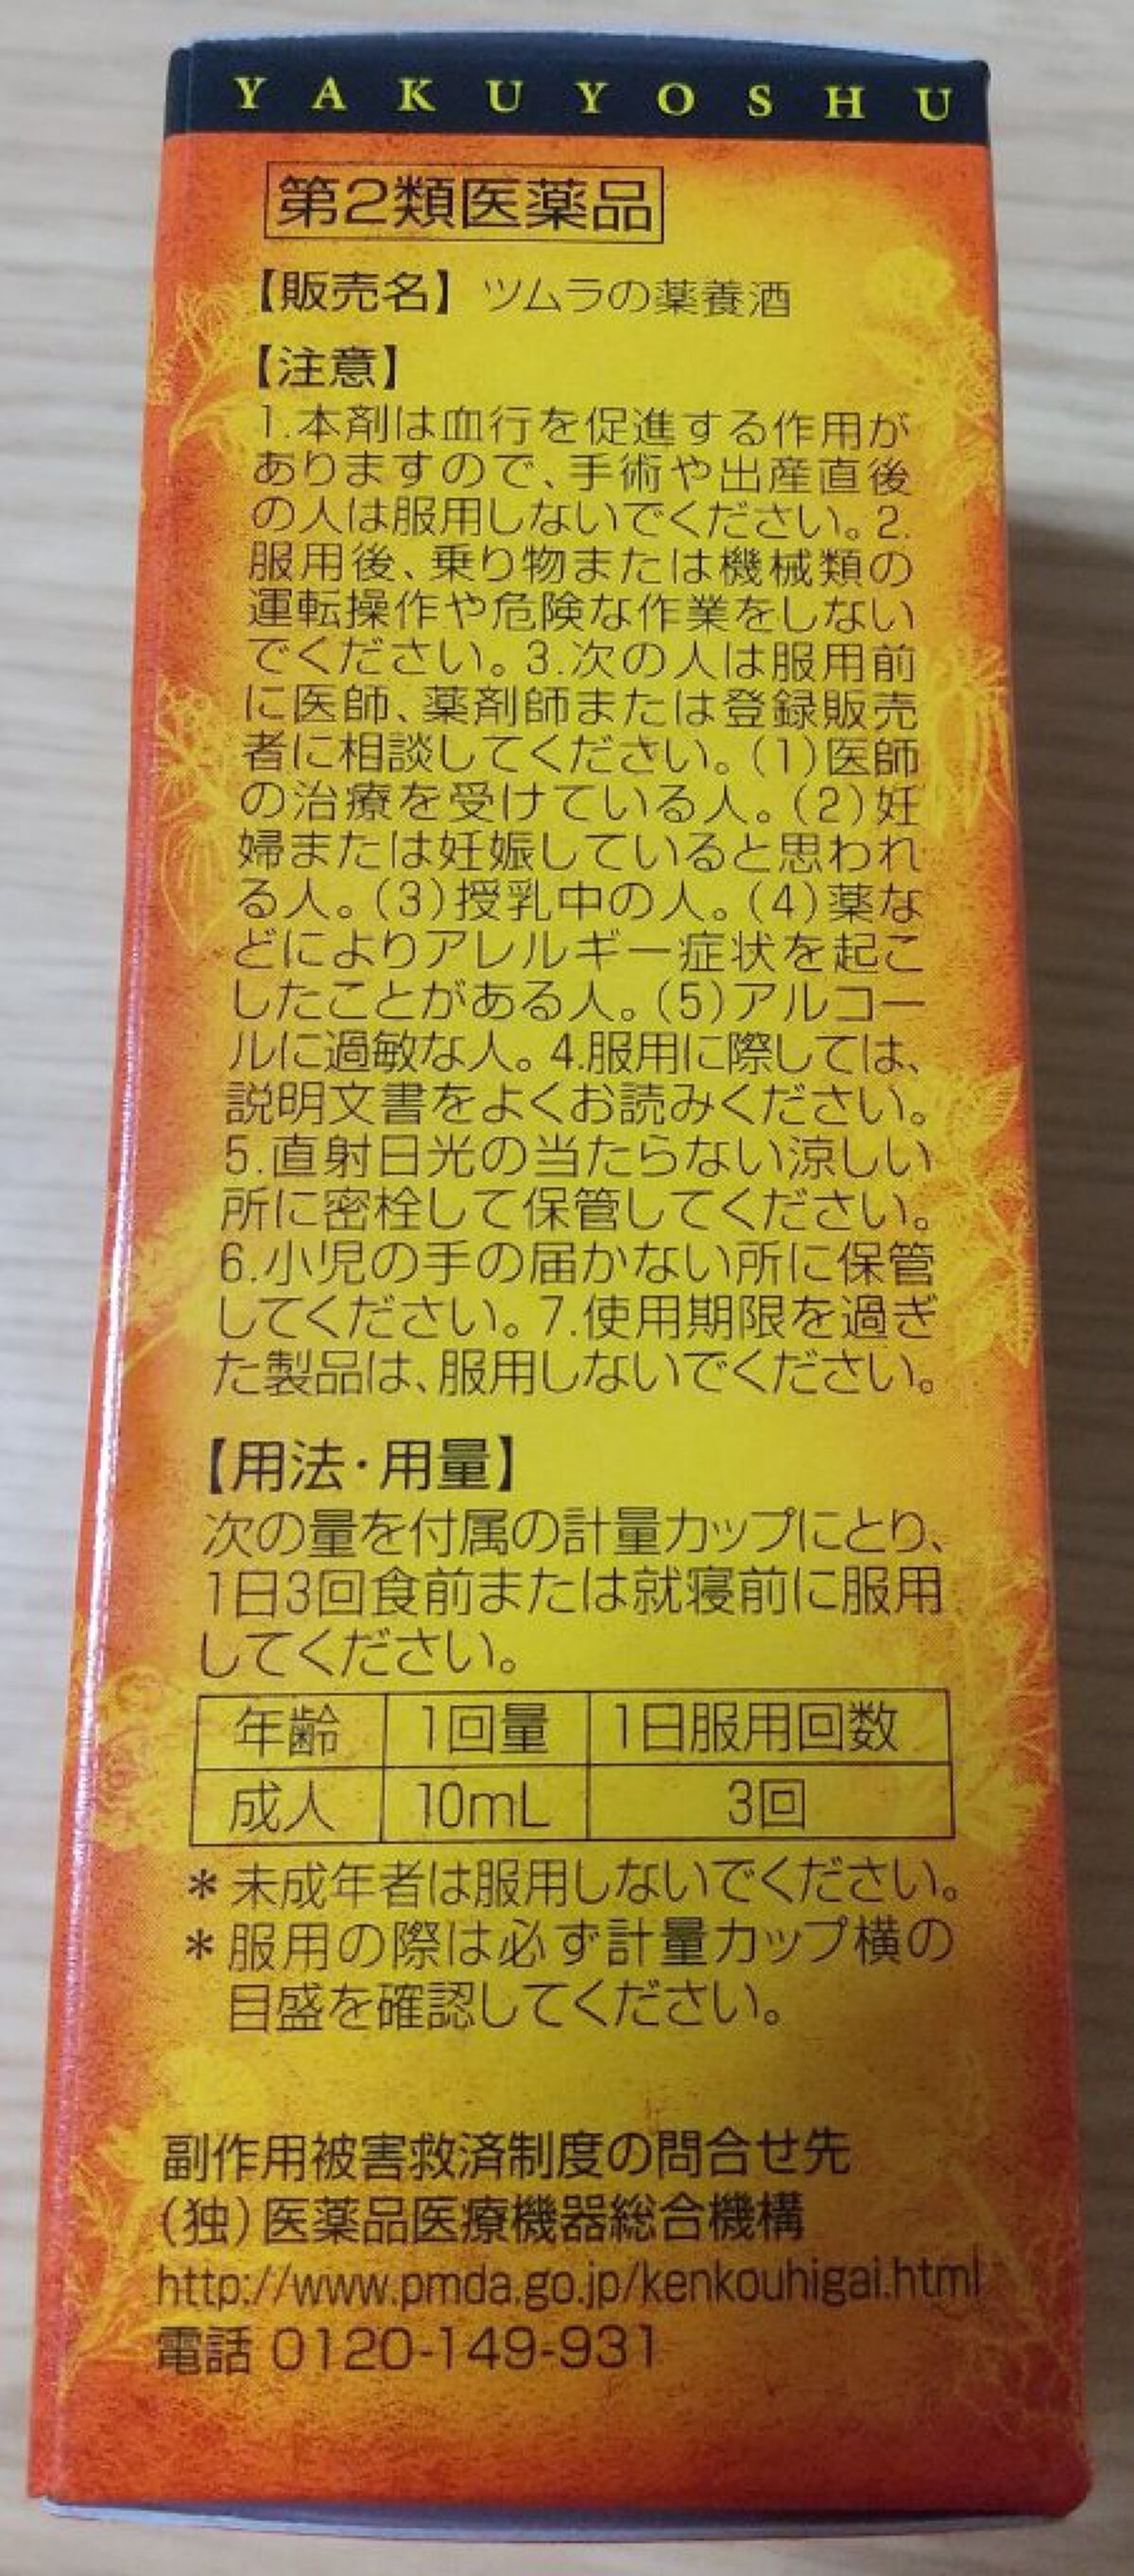 YAKUYOSHU
第2類医薬品
【販売名】ツムラの薬養酒
【注意】
1.本剤は血行を促進する作用が
ありますので、手術や出産直後
の人は服用しないでください。2.
服用後、乗り物または機械類の
運転操作や危険な作業をしない
でください。3.次の人は服用前
に医師、薬剤師または登録販売
者に相談してください。(1)医師
の治療を受けている人。(2)妊
婦または妊娠していると思われ
る人。(3)授乳中の人。(4)薬な
どによりアレルギー症状を起こ
したことがある人。(5)アルコー
ルに過敏な人。4.服用に際しては、
説明文書をよくお読みください。
5.直射日光の当たらない涼しい
所に密栓して保管してください。
6.小児の手の届かない所に保管
してください。7.使用期限を過ぎ
た製品は、服用しないでください。
【用法・用量】
次の量を付属の計量カップにとり、
1日3回食前または就寝前に服用
してください。
年齢 1回量 1日服用回数
成人 10mL 3回
*未成年者は服用しないでください。
*服用の際は必ず計量カップ横の
目盛を確認してください。
副作用被害救済制度の問合せ先
(独)医薬品医療機器総合機構
http://www.pmda.go.jp/kenkouhigai.html
電話 0120-149-931